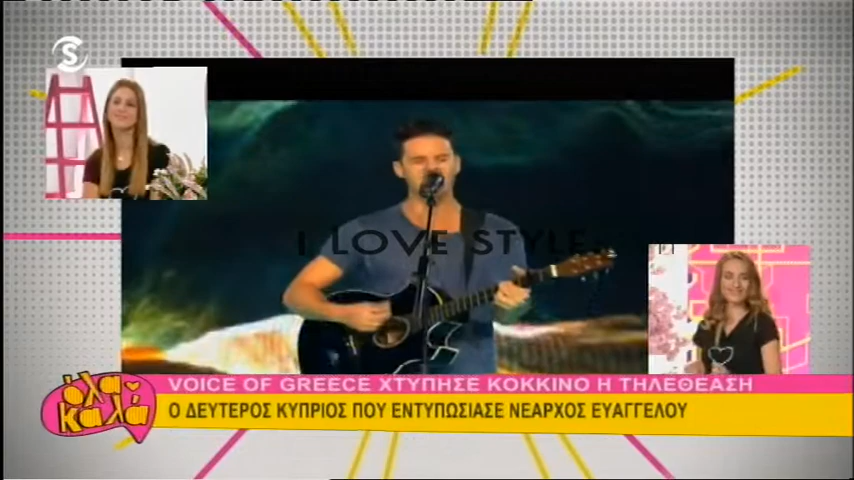 S
I LOVE STYLE
όλα
καλά
VOICE OF GREECE ΧΤΥΠΗΣΕ ΚΟΚΚΙΝΟ Η ΤΗΛΕΘΕΑΣΗ
Ο ΔΕΥΤΕΡΟΣ ΚΥΠΡΙΟΣ ΠΟΥ ΕΝΤΥΠΩΣΙΑΣΕ ΝΕΑΡΧΟΣ ΕΥΑΓΓΕΛΟΥ